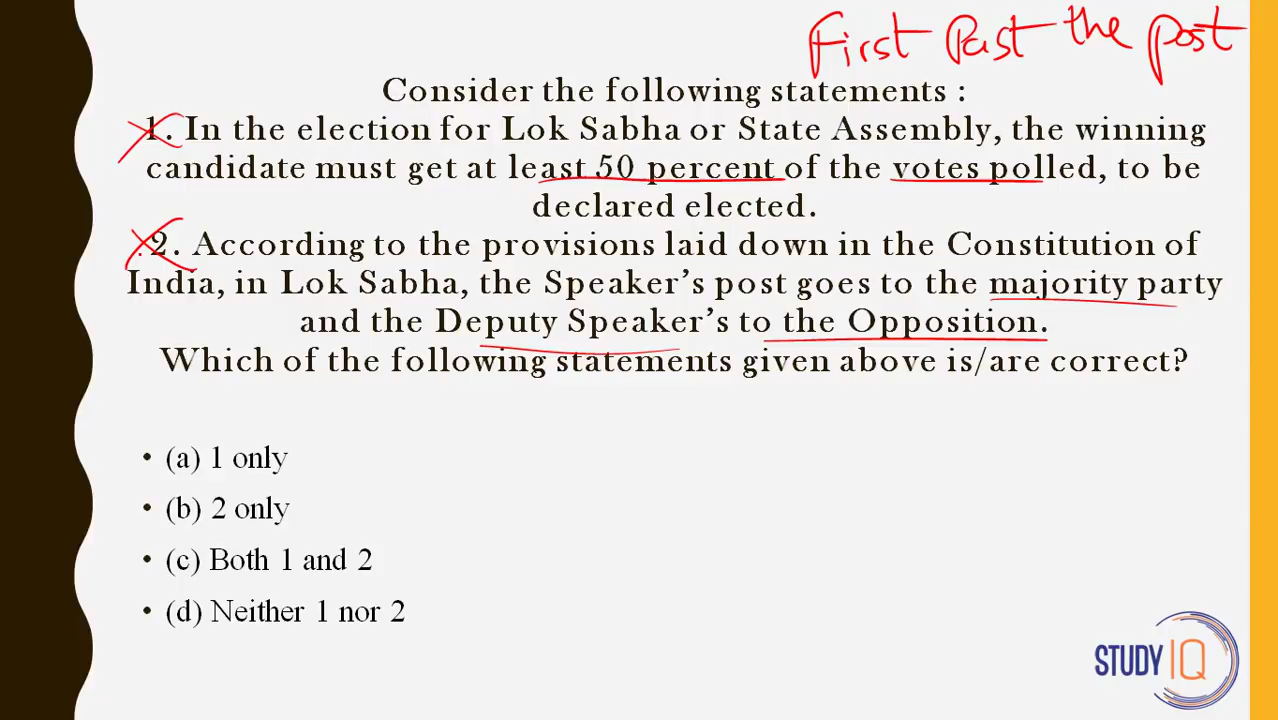 First Past the post
Consider the following statements :
1. In the election for Lok Sabha or State Assembly, the winning
candidate must get at least 50 percent of the votes polled, to be
declared elected.
2. According to the provisions laid down in the Constitution of
India, in Lok Sabha, the Speaker’s post goes to the majority party
and the Deputy Speaker’s to the Opposition.
Which of the following statements given above is/are correct?
• (a) 1 only
• (b) 2 only
• (c) Both 1 and 2
• (d) Neither 1 nor 2
STUDY IQ